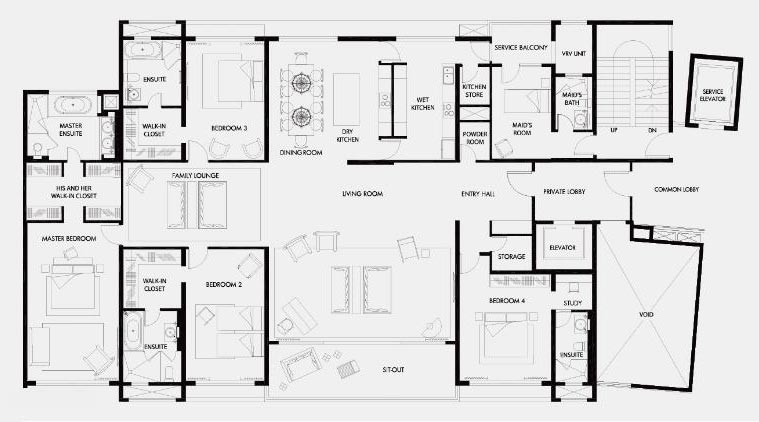 SERVICE BALCONY
VRV UNIT
ENSUITE
KITCHEN
STORE
WET
KITCHEN
SERVICE
ELEVATOR
MAID'S
BATH
MASTER
ENSUITE
WALK-IN
CLOSET
BEDROOM 3
DRY
KITCHEN
MAID'S
ROOM
UP
DN
POWDER
ROOM
DINING ROOM
FAMILY LOUNGE
HIS AND HER
WALK-IN CLOSET
LIVING ROOM
ENTRY HALL
PRIVATE LOBBY
COMMON LOBBY
MASTER BEDROOM
ELEVATOR
STORAGE
WALK-IN
CLOSET
BEDROOM 2
BEDROOM 4
STUDY
VOID
ENSUITE
ENSUITE
SIT-OUT